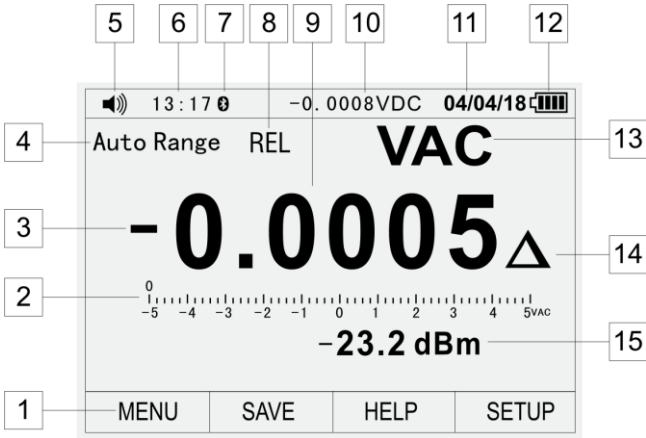 5 6 7 8 9 10 11 12
13:17 -0.0008VDC 04/04/18
4 Auto Range REL VAC 13
3 -0.0005Δ 14
0
2 -5 -4 -3 -2 -1 0 1 2 3 4 5VAC
-23.2 dBm 15
1 MENU SAVE HELP SETUP